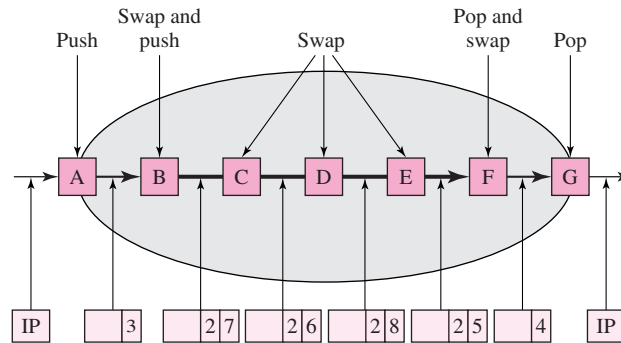 Swap and push
Pop and swap
Push
Swap
Pop
A
B
C
D
E
F
G
IP
3
2 7
2 6
2 8
2 5
4
IP